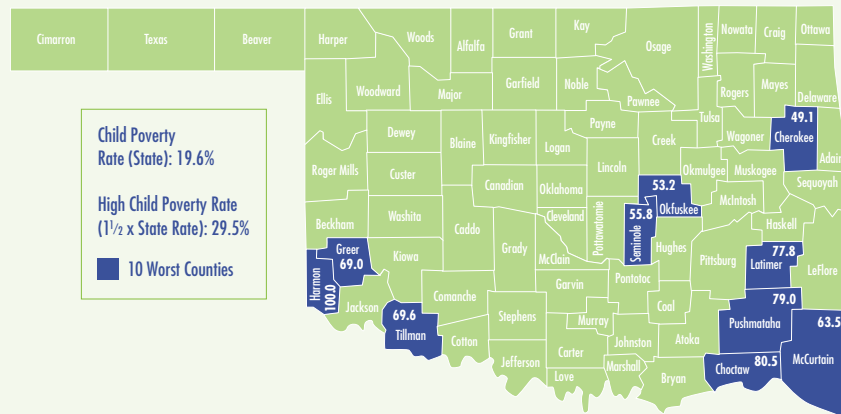 Cimarron
Texas
Beaver
Harper
Woods
Alfalfa
Grant
Kay
Osage
Washington
Nowata
Craig
Ottawa
Ellis
Woodward
Major
Garfield
Noble
Pawnee
Rogers
Mayes
Delaware
Child Poverty
Rate (State): 19.6%
High Child Poverty Rate
(1 1/2 x State Rate): 29.5%
10 Worst Counties
Dewey
Blaine
Kingfisher
Logan
Payne
Creek
Tulsa
Wagoner
49.1
Cherokee
Adair
Roger Mills
Custer
Canadian
Oklahoma
Lincoln
Okmulgee
Muskogee
Sequoyah
Beckham
Washita
Caddo
Cleveland
Pottawatomie
55.8
Seminole
53.2
Okfuskee
McIntosh
Haskell
Greer
69.0
Kiowa
Grady
McClain
Hughes
Pittsburg
77.8
Latimer
LeFlore
Harmon
100.0
Jackson
69.6
Tillman
Comanche
Stephens
Garvin
Pontotoc
Coal
79.0
Pushmataha
63.5
McCurtain
Cotton
Jefferson
Murray
Carter
Love
Johnston
Marshall
Atoka
Bryan
Choctaw
80.5